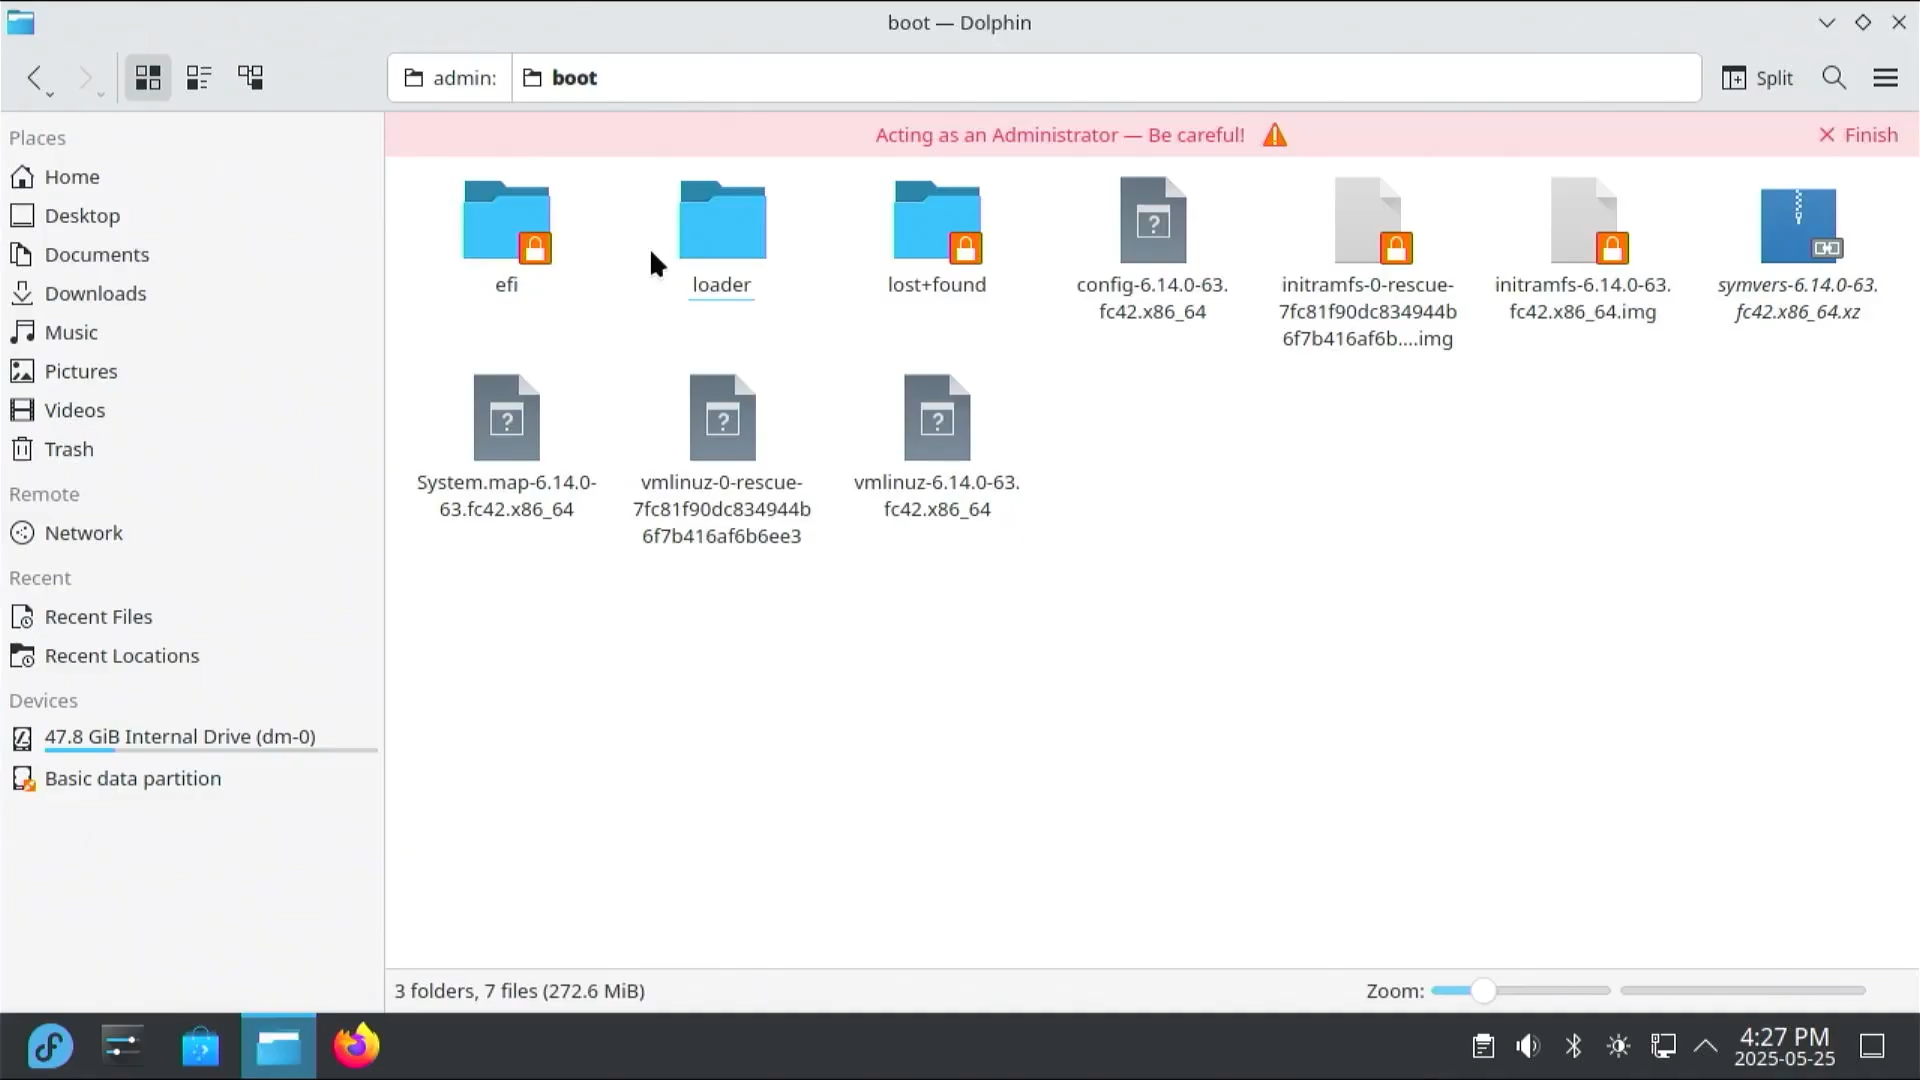 boot — Dolphin
admin:
boot
Split
Places
Home
Desktop
Documents
Downloads
Music
Pictures
Videos
Trash
Remote
Network
Recent
Recent Files
Recent Locations
Devices
47.8 GiB Internal Drive (dm-0)
Basic data partition
Acting as an Administrator — Be careful!
Finish
efi
loader
lost+found
config-6.14.0-63.
fc42.x86_64
initramfs-0-rescue-
7fc81f90dc834944b
6f7b416af6b....img
initramfs-6.14.0-63.
fc42.x86_64.img
symvers-6.14.0-63.
fc42.x86_64.xz
System.map-6.14.0-
63.fc42.x86_64
vmlinuz-0-rescue-
7fc81f90dc834944b
6f7b416af6b6ee3
vmlinuz-6.14.0-63.
fc42.x86_64
3 folders, 7 files (272.6 MiB)
Zoom:
4:27 PM
2025-05-25